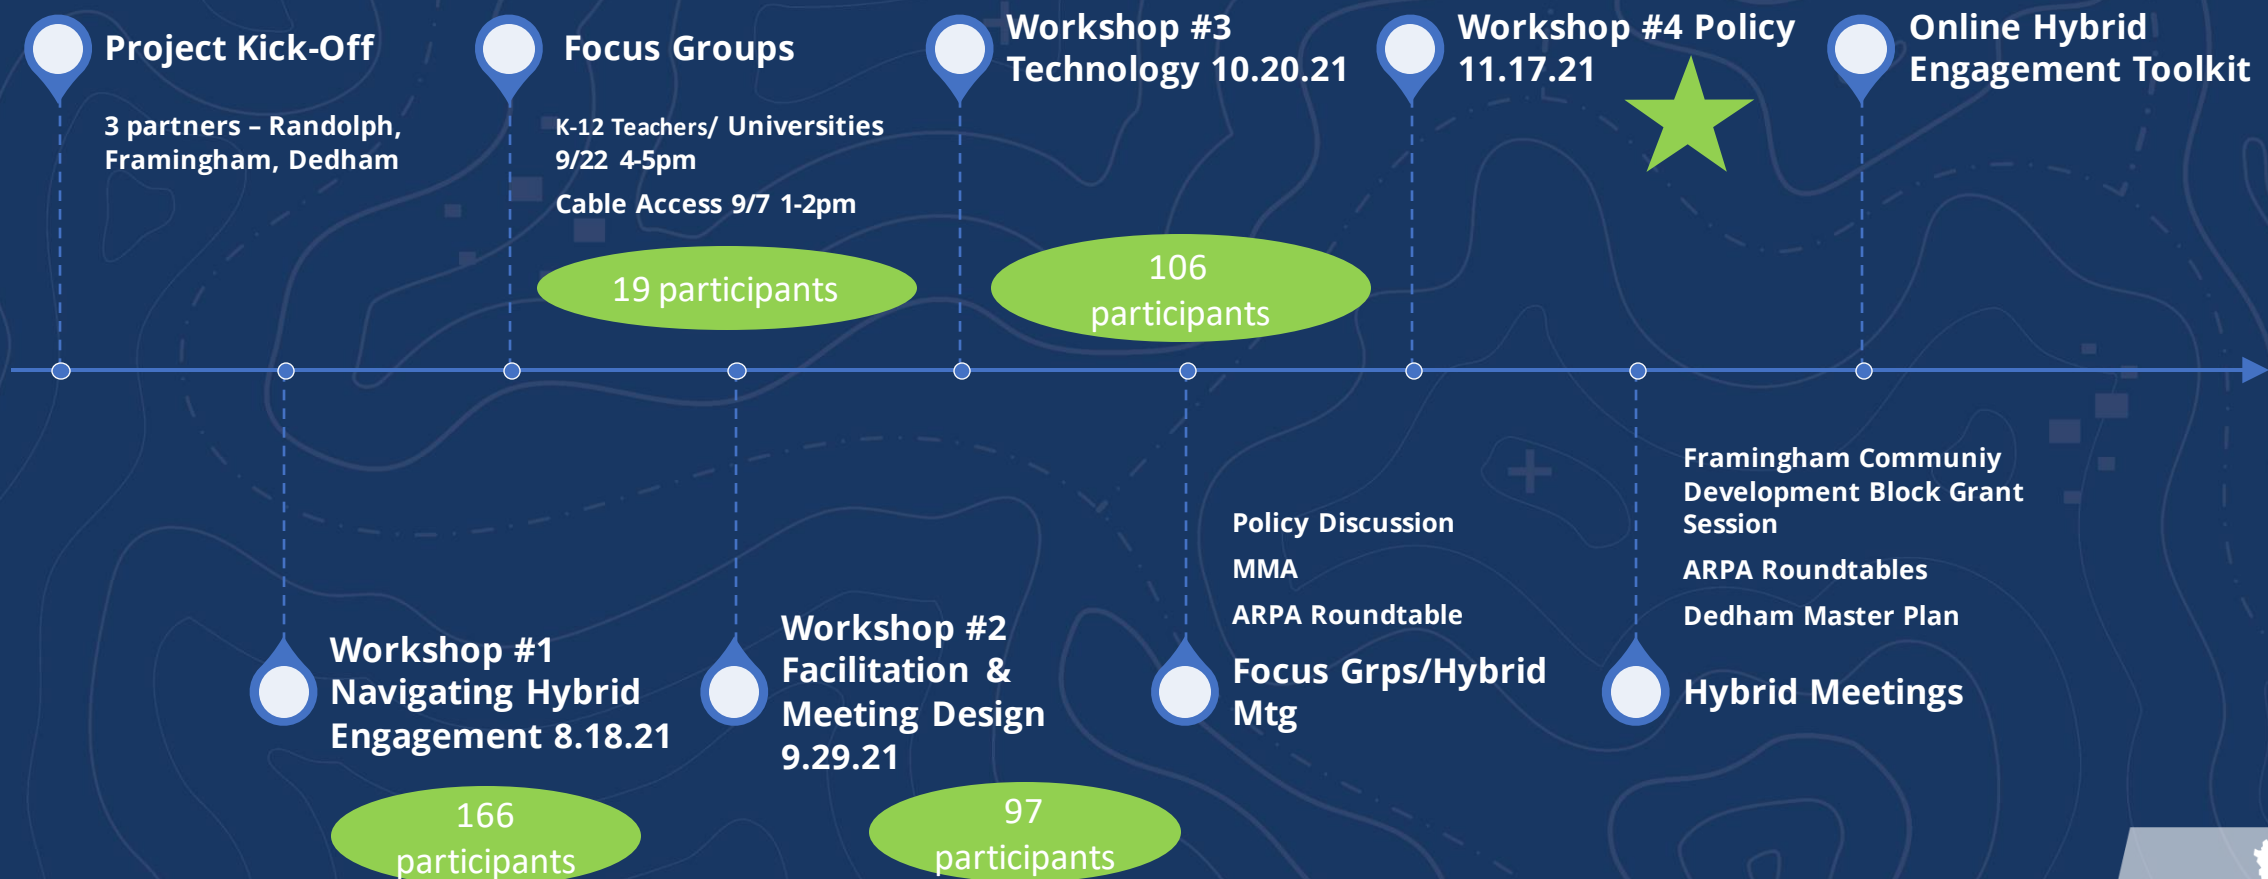 Project Kick-Off
3 partners – Randolph,
Framingham, Dedham
Focus Groups
K-12 Teachers/ Universities
9/22 4-5pm
Cable Access 9/7 1-2pm
19 participants
Workshop #3
Technology 10.20.21
106
participants
Workshop #4 Policy
11.17.21
Online Hybrid
Engagement Toolkit
Workshop #1
Navigating Hybrid
Engagement 8.18.21
166
participants
Workshop #2
Facilitation &
Meeting Design
9.29.21
97
participants
Policy Discussion
MMA
ARPA Roundtable
Focus Grps/Hybrid
Mtg
Framingham Communiy
Development Block Grant
Session
ARPA Roundtables
Dedham Master Plan
Hybrid Meetings